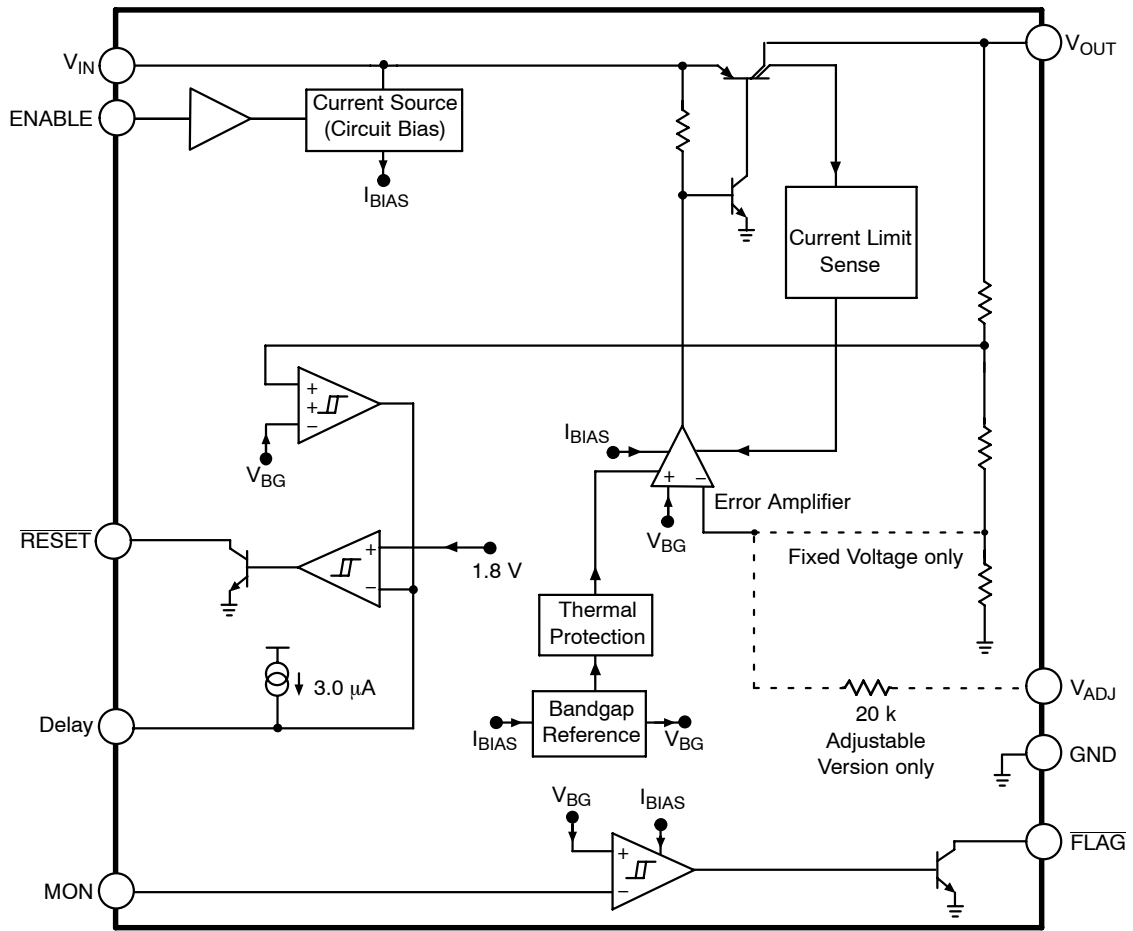 V_IN
V_OUT
ENABLE
Current Source
(Circuit Bias)
I_BIAS
Current Limit
Sense
+
+
−
V_BG
I_BIAS
+ −
Error Amplifier
V_BG
Fixed Voltage only
RESET
+
−
1.8 V
Thermal
Protection
3.0 μA
V_ADJ
20 k
Adjustable
Version only
Delay
I_BIAS
Bandgap
Reference
V_BG
GND
V_BG
I_BIAS
+
−
FLAG
MON